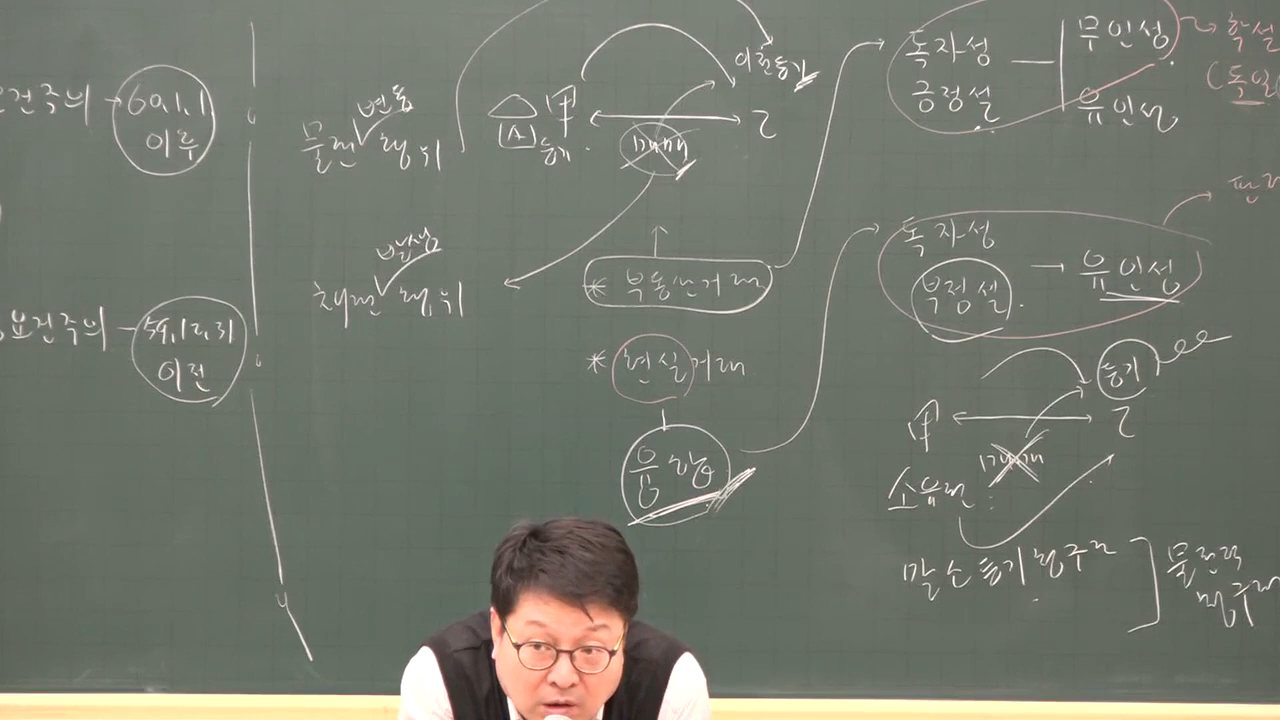 요건주의
60.1.1
이후
요건주의
59.12.31
이전
변동
물권 행위
발생
채권 행위
甲
(A)
등기
매매
이전등기
乙
* 부동산거래
* 현실거래
유동
독자성
긍정설
무인성
유인성
학설
(독일
독자성
부정설
유인성
판례
등기
甲
乙
매매
소유권
말소등기청구권
물권적
청구권